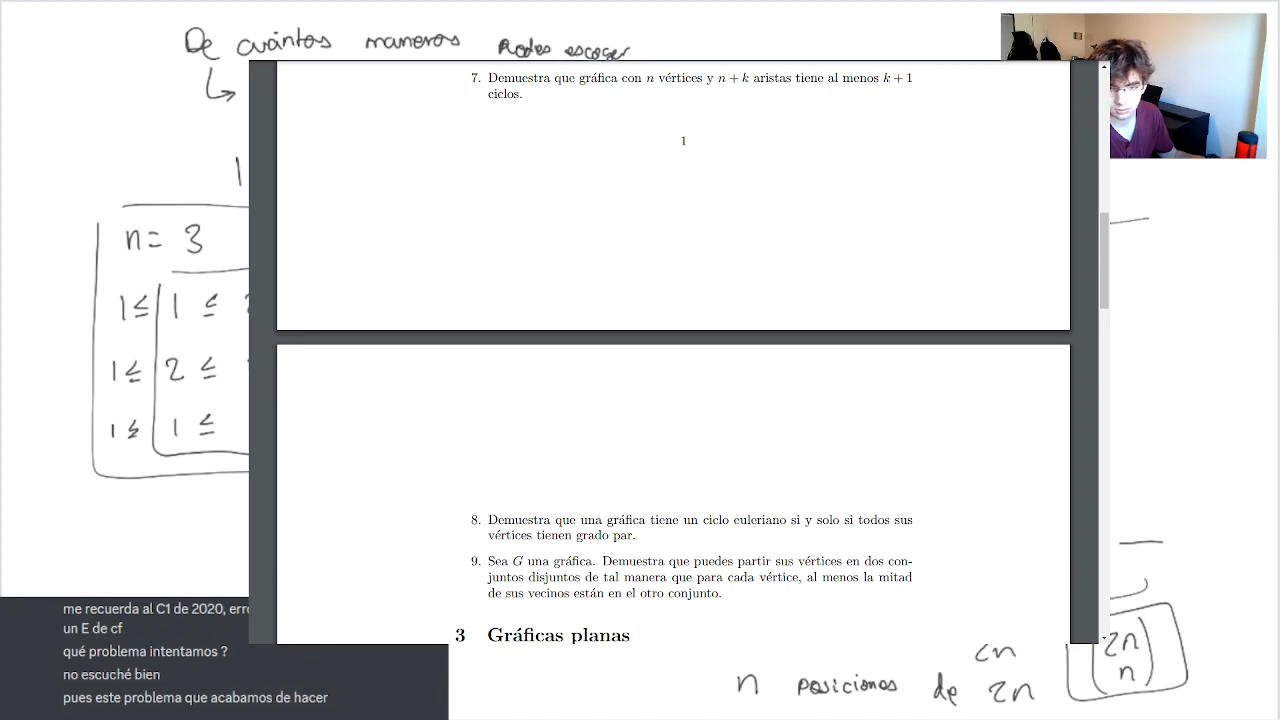 De cuántas maneras Podes escoger
7. Demuestra que gráfica con n vértices y n + k aristas tiene al menos k + 1
ciclos.
1
1
n = 3
1 ≤ 1 ≤
1 ≤ 2 ≤
1 ≤ 1 ≤
8. Demuestra que una gráfica tiene un ciclo euleriano si y solo si todos sus
vértices tienen grado par.
9. Sea G una gráfica. Demuestra que puedes partir sus vértices en dos con-
juntos disjuntos de tal manera que para cada vértice, al menos la mitad
de sus vecinos están en el otro conjunto.
3 Gráficas planas
me recuerda al C1 de 2020, erro
un E de cf
qué problema intentamos ?
no escuché bien
pues este problema que acabamos de hacer
n posiciones de 2n
(2n
n)